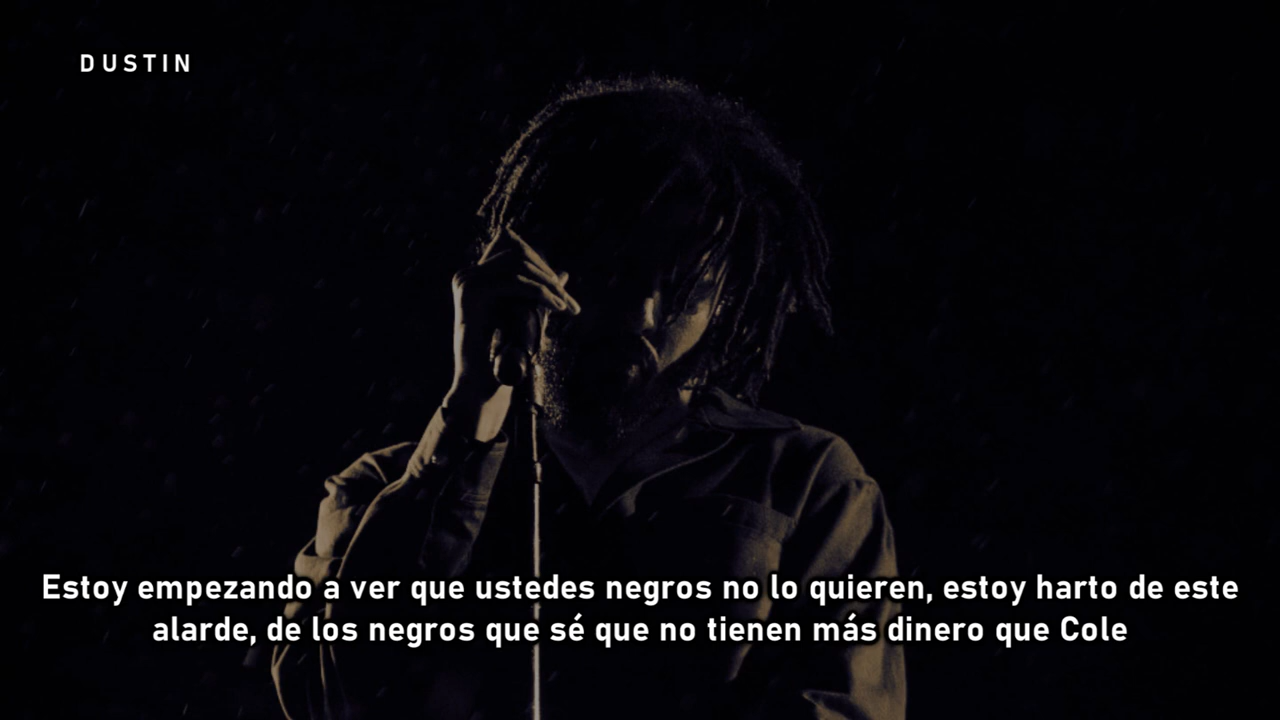 DUSTIN
Estoy empezando a ver que ustedes negros no lo quieren, estoy harto de este
alarde, de los negros que sé que no tienen más dinero que Cole